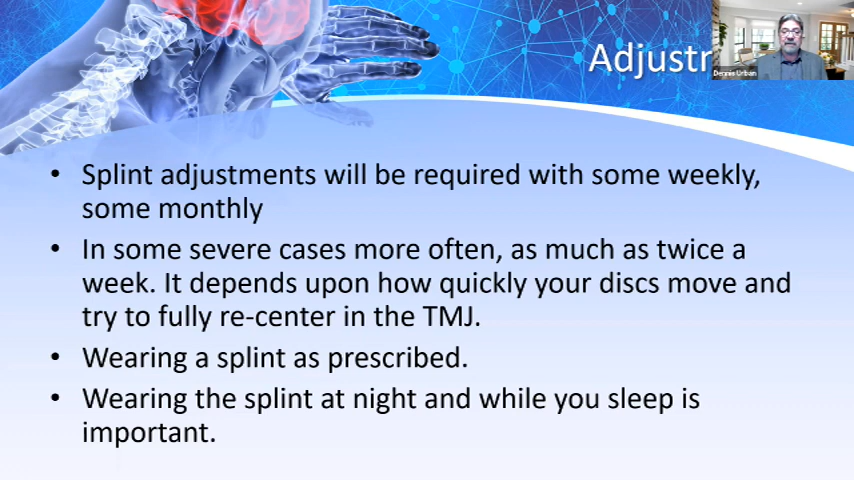 Dennis Urban
• Splint adjustments will be required with some weekly,
some monthly
• In some severe cases more often, as much as twice a
week. It depends upon how quickly your discs move and
try to fully re-center in the TMJ.
• Wearing a splint as prescribed.
• Wearing the splint at night and while you sleep is
important.